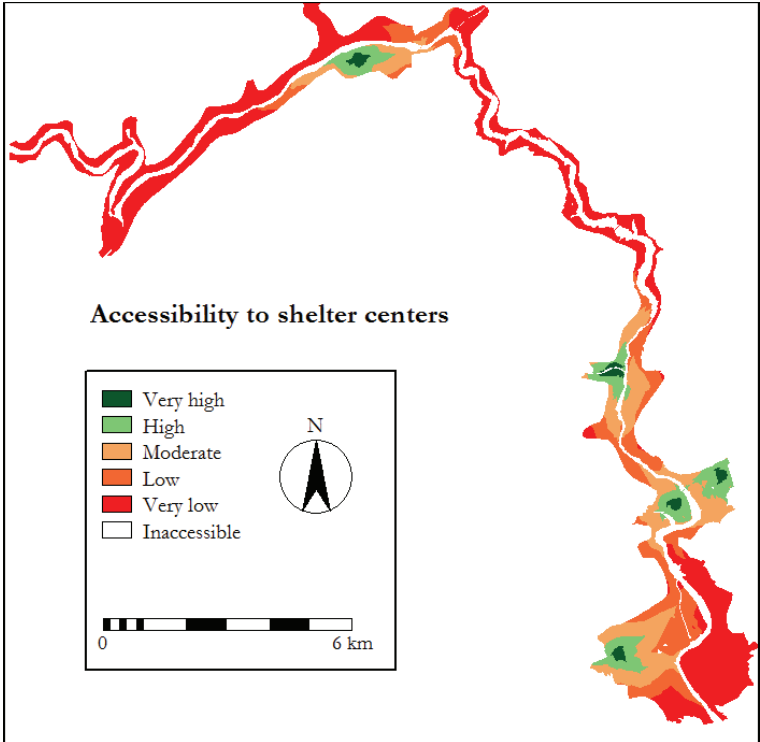 Accessibility to shelter centers
Very high
High
N
Moderate
Low
Very low
Inaccessible
0 6 km